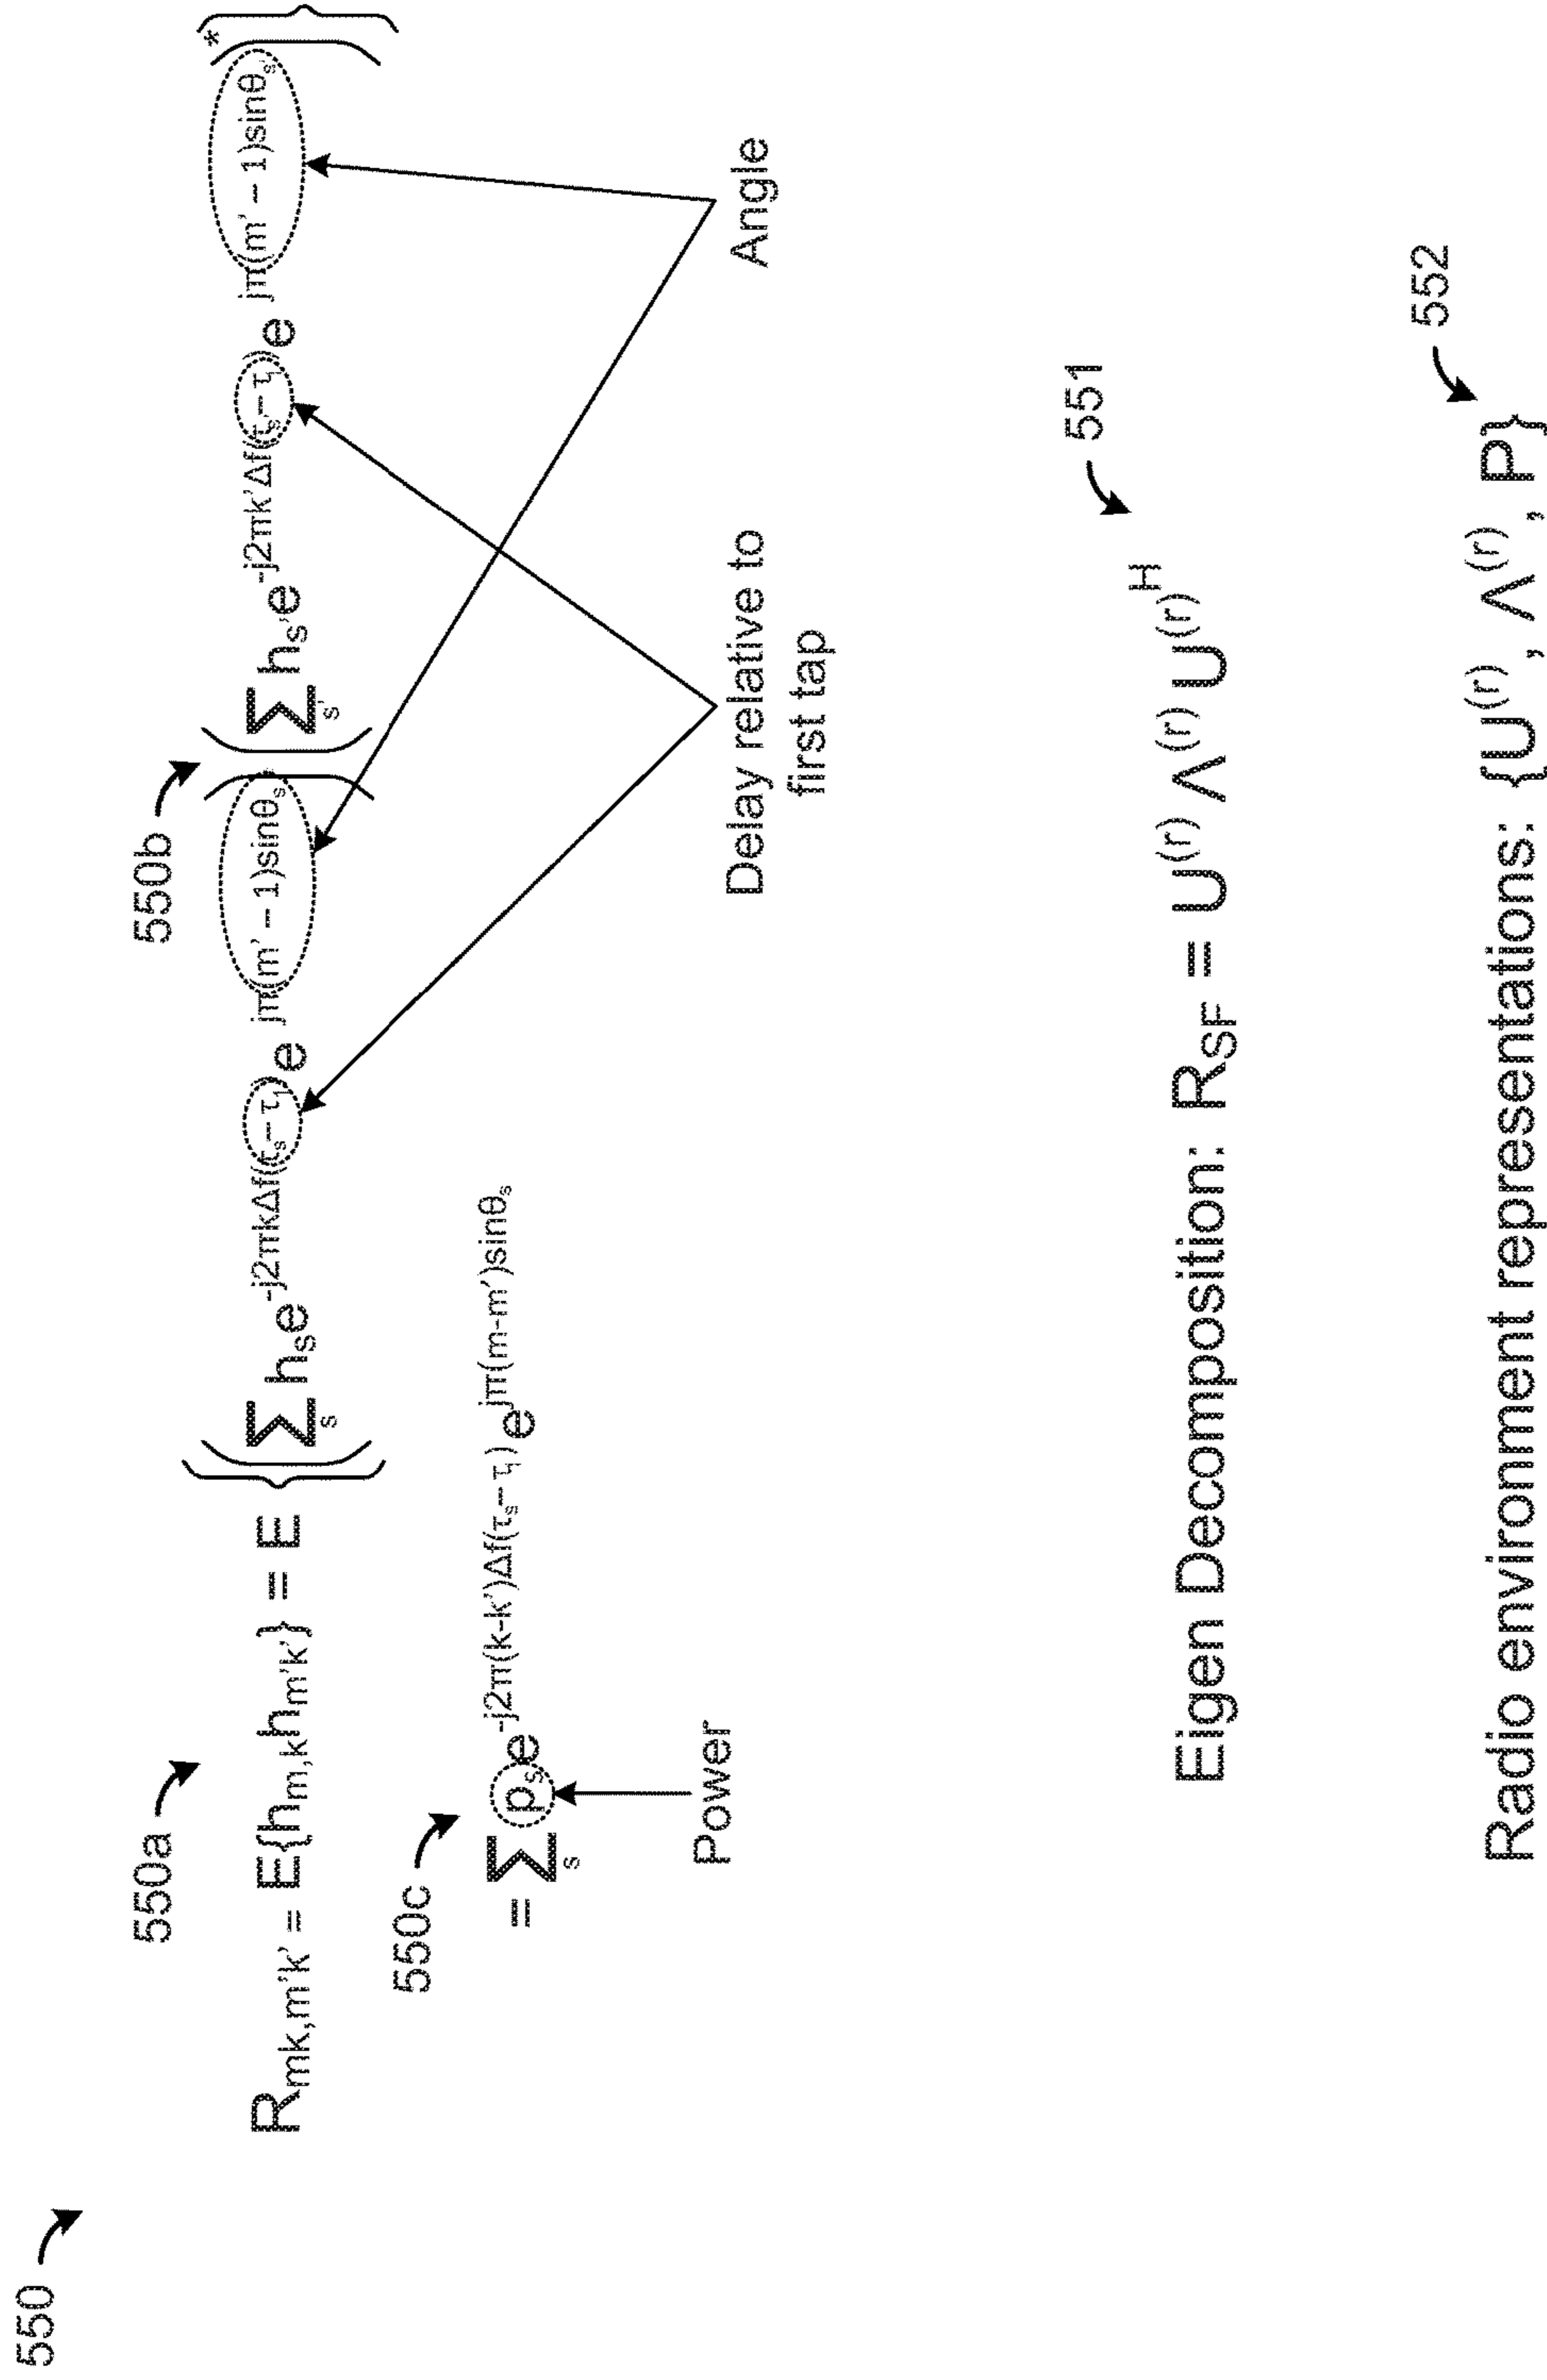 550
550a
550b
R_{mk,m'k'} = E{h_{m,k}h_{m'k'}} = E {( ∑_s h_s e^{-j2πkΔf(τ_s − τ_1)} e^{jπ(m' − 1)sinθ_s} ) ( ∑_{s'} h_{s'} e^{-j2πk'Δf(τ_{s'} − τ_1)} e^{jπ(m' − 1)sinθ_{s'}} )^*}
550c
= ∑_s p_s e^{-j2π(k-k')Δf(τ_s − τ_1)} e^{jπ(m-m')sinθ_s}
Power
Delay relative to
first tap
Angle
551
Eigen Decomposition: R_{SF} = U^{(r)} Λ^{(r)} U^{(r)^H}
552
Radio environment representations: {U^{(r)}, Λ^{(r)}, P}